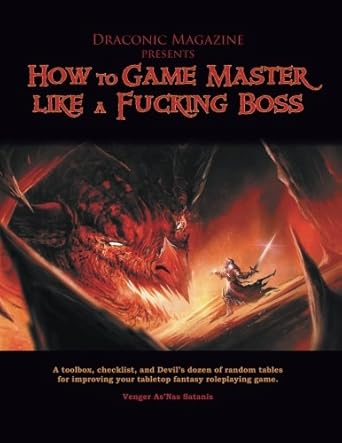 Draconic Magazine
presents
How to Game Master
like a Fucking Boss
A toolbox, checklist, and Devil's dozen of random tables
for improving your tabletop fantasy roleplaying game.
Venger As'Nas Satanis